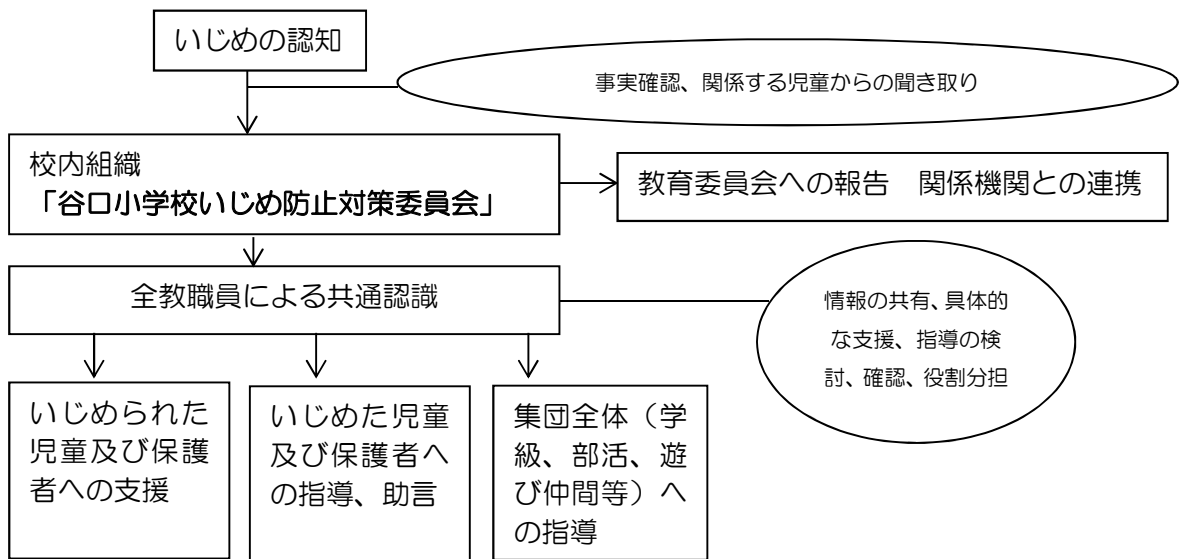 いじめの認知
事実確認、関係する児童からの聞き取り
校内組織
「谷口小学校いじめ防止対策委員会」
教育委員会への報告　関係機関との連携
全教職員による共通認識
情報の共有、具体的
な支援、指導の検
討、確認、役割分担
いじめられた
児童及び保護
者への支援
いじめた児童
及び保護者へ
の指導、助言
集団全体（学
級、部活、遊
び仲間等）へ
の指導